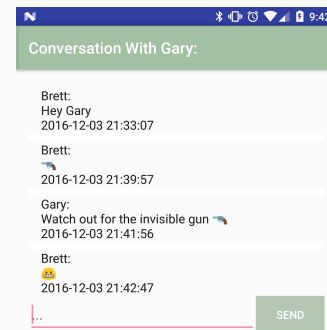 9:42
Conversation With Gary:
Brett:
Hey Gary
2016-12-03 21:33:07
Brett:
🔫
2016-12-03 21:39:57
Gary:
Watch out for the invisible gun 🔫
2016-12-03 21:41:56
Brett:
😬
2016-12-03 21:42:47
...
SEND